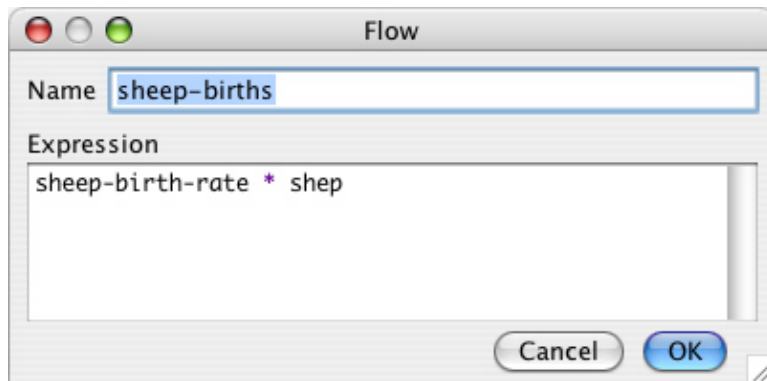 Flow
Name sheep-births
Expression
sheep-birth-rate * shep
Cancel OK